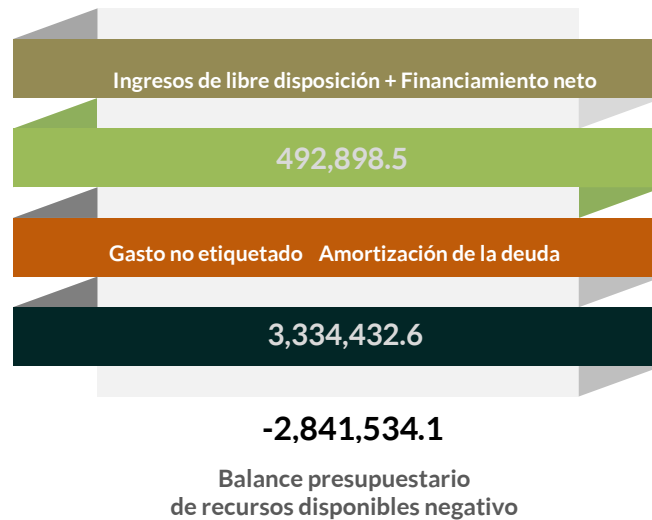 Ingresos de libre disposición + Financiamiento neto
492,898.5
Gasto no etiquetado Amortización de la deuda
3,334,432.6
-2,841,534.1
Balance presupuestario
de recursos disponibles negativo